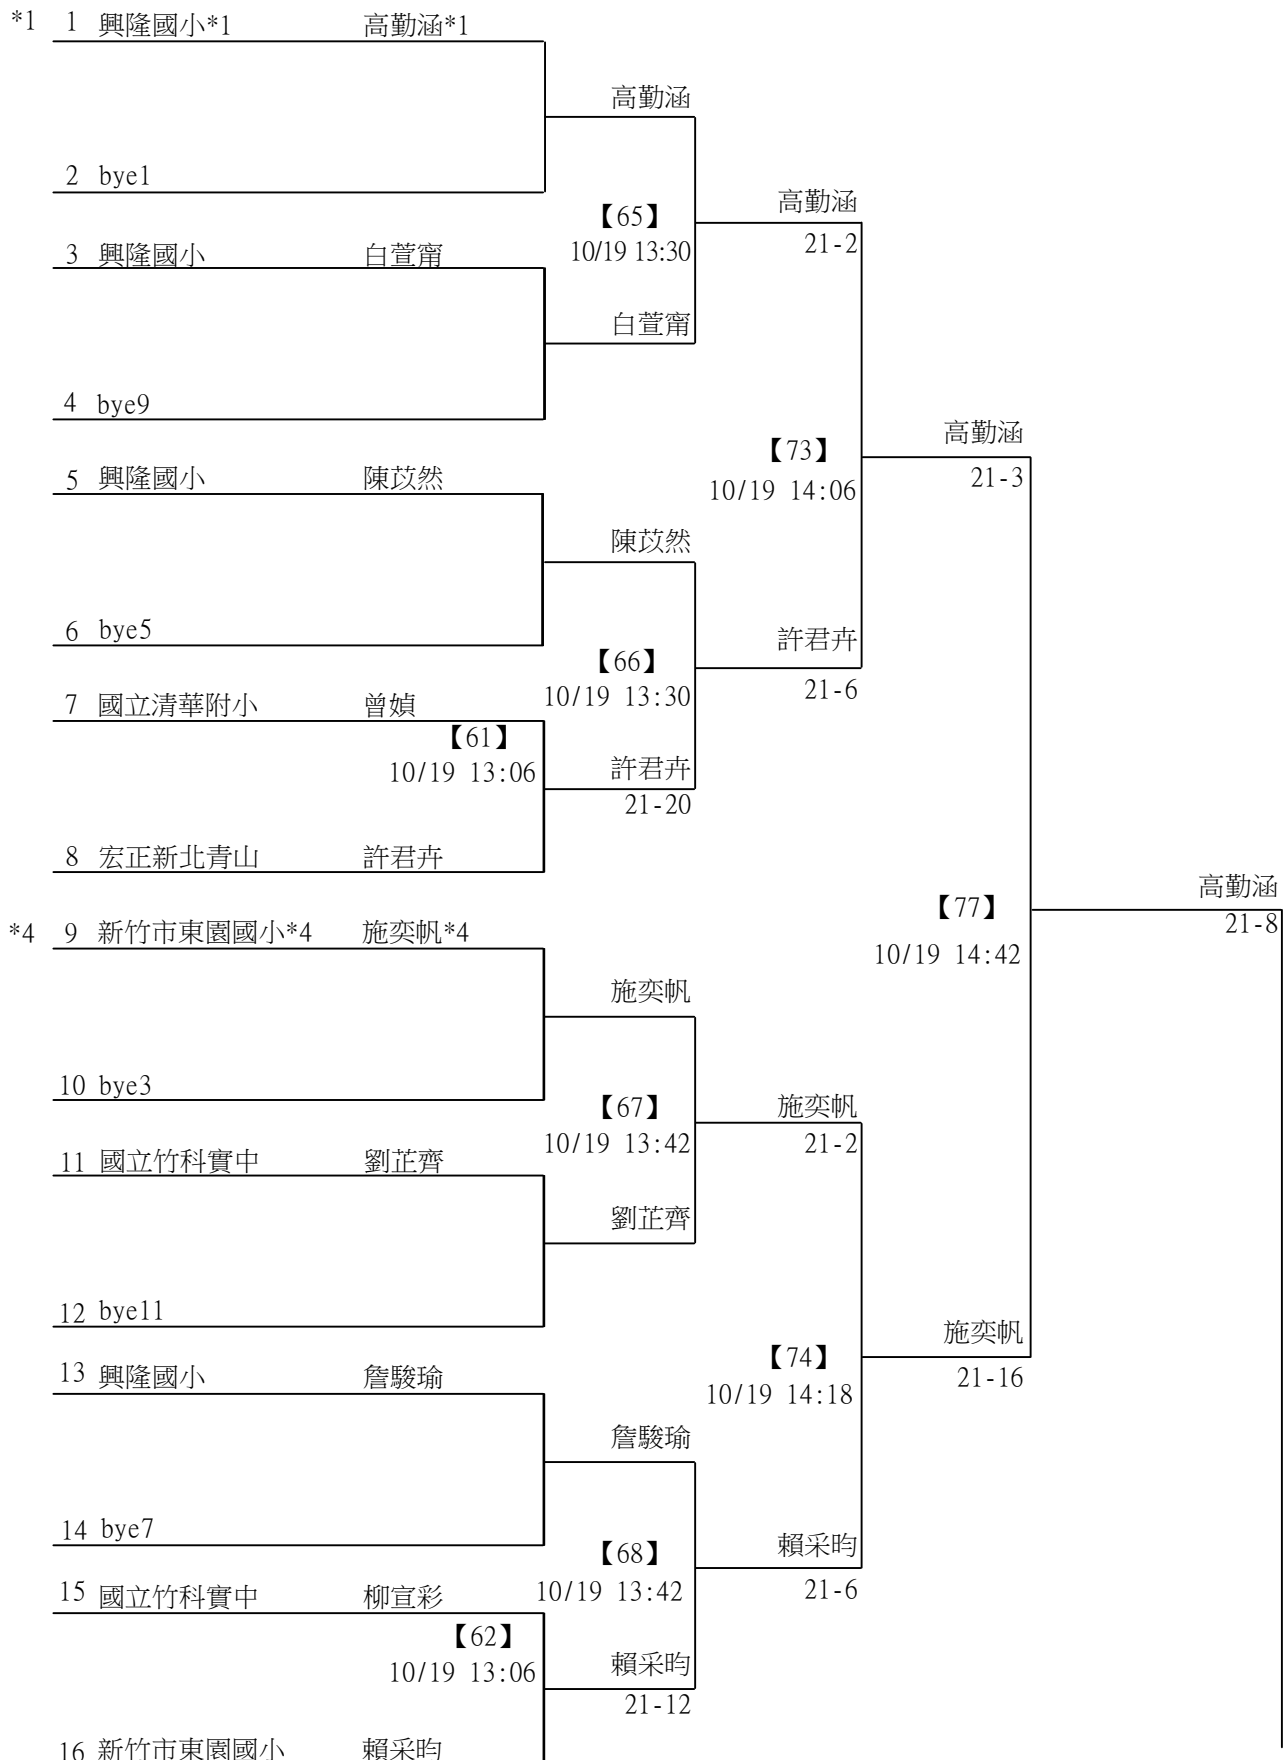 *1 1 興隆國小*1 高勤涵*1
高勤涵
2 bye1
【65】
10/19 13:30
高勤涵
21-2
3 興隆國小 白萱甯
白萱甯
4 bye9
【73】
10/19 14:06
高勤涵
21-3
5 興隆國小 陳苡然
陳苡然
6 bye5
【66】
10/19 13:30
許君卉
21-6
7 國立清華附小 曾媜
【61】
10/19 13:06
許君卉
21-20
8 宏正新北青山 許君卉
【77】
10/19 14:42
高勤涵
21-8
*4 9 新竹市東園國小*4 施奕帆*4
施奕帆
10 bye3
【67】
10/19 13:42
施奕帆
21-2
11 國立竹科實中 劉芷齊
劉芷齊
12 bye11
【74】
10/19 14:18
施奕帆
21-16
13 興隆國小 詹駿瑜
詹駿瑜
14 bye7
【68】
10/19 13:42
賴采昀
21-6
15 國立竹科實中 柳宣彩
【62】
10/19 13:06
賴采昀
21-12
16 新竹市東園國小 賴采昀